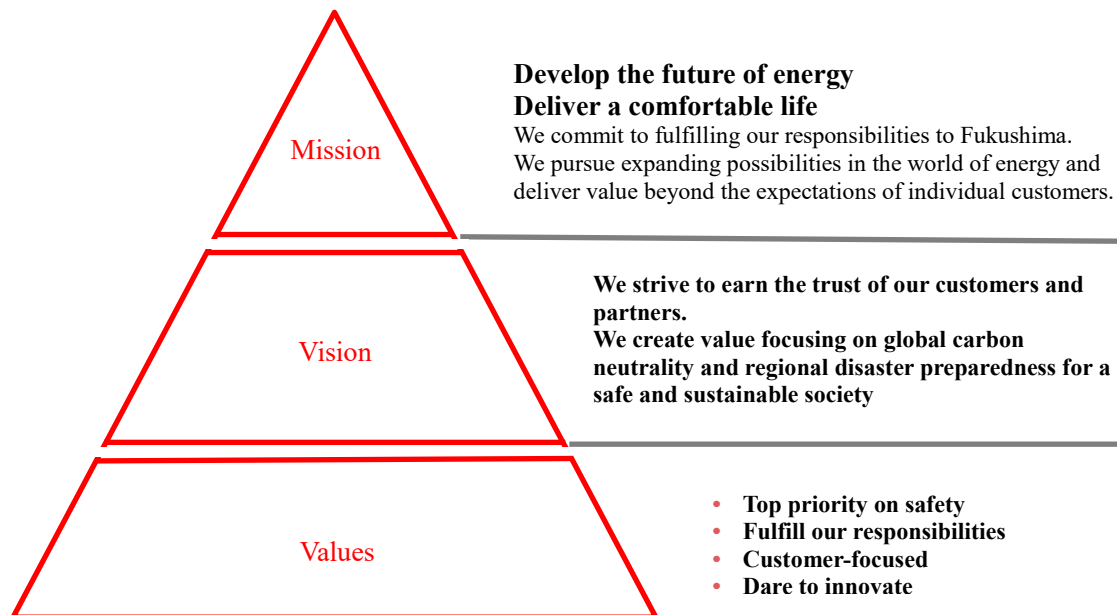 Develop the future of energy
Deliver a comfortable life
We commit to fulfilling our responsibilities to Fukushima.
We pursue expanding possibilities in the world of energy and
deliver value beyond the expectations of individual customers.
Mission
We strive to earn the trust of our customers and
partners.
We create value focusing on global carbon
neutrality and regional disaster preparedness for a
safe and sustainable society
Vision
• Top priority on safety
• Fulfill our responsibilities
• Customer-focused
• Dare to innovate
Values